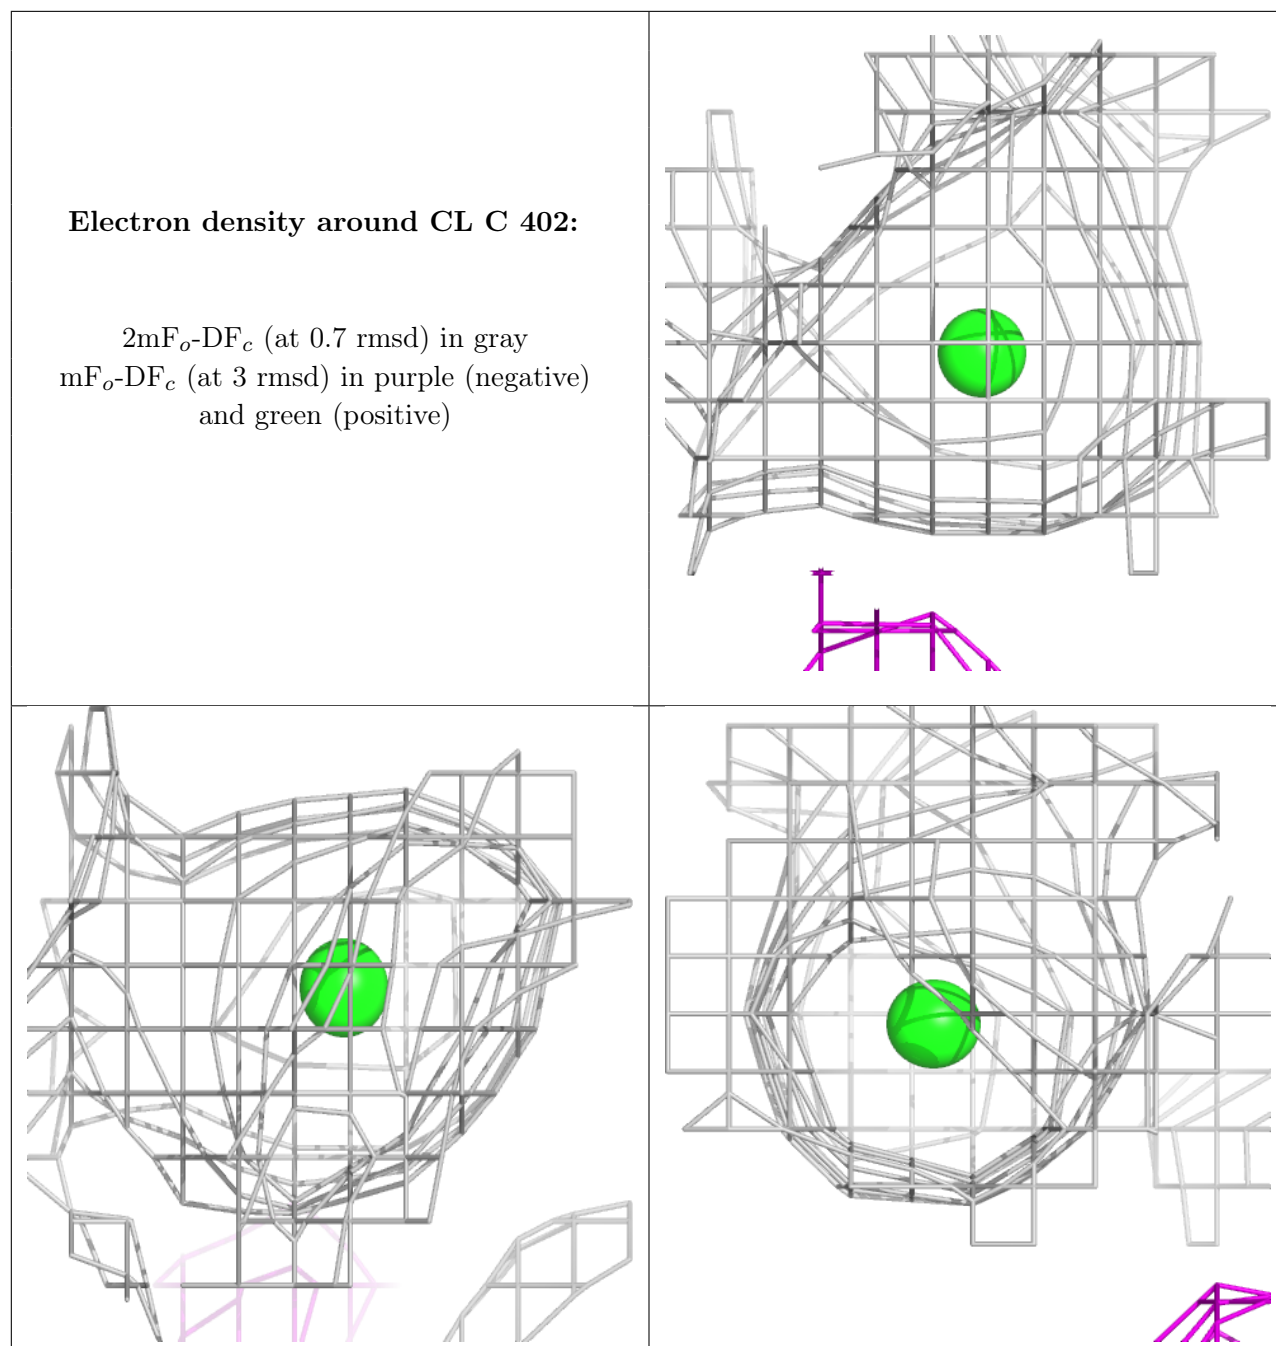 Electron density around CL C 402:
2mFo-DFc (at 0.7 rmsd) in gray
mFo-DFc (at 3 rmsd) in purple (negative)
and green (positive)